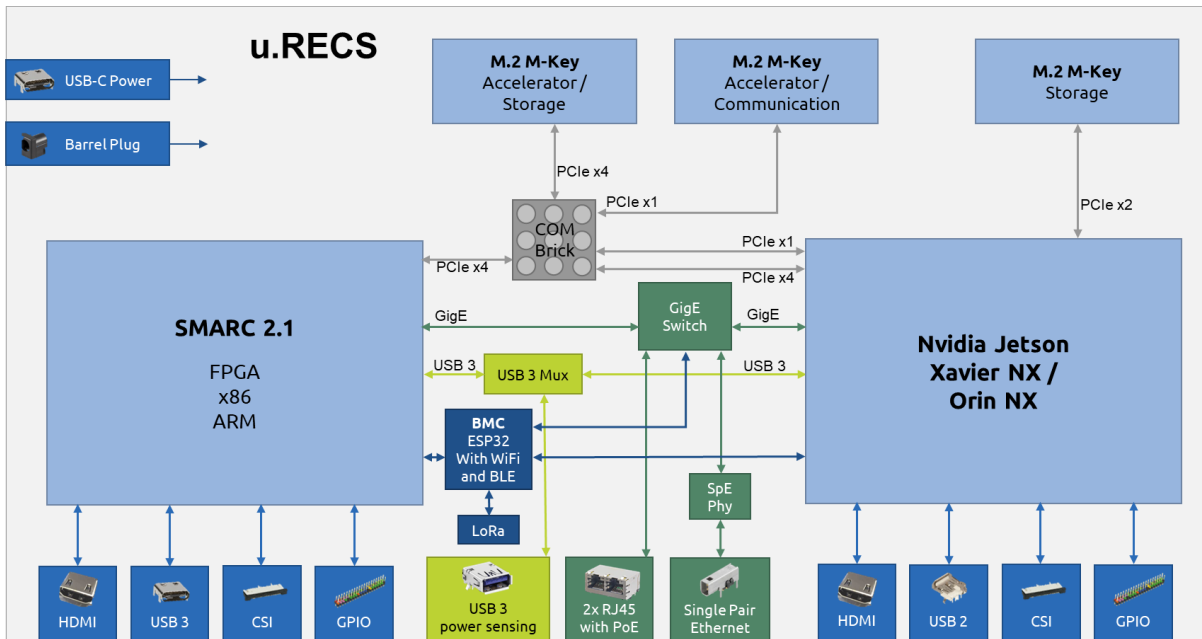 u.RECS
USB-C Power
Barrel Plug
M.2 M-Key
Accelerator /
Storage
M.2 M-Key
Accelerator /
Communication
M.2 M-Key
Storage
PCIe x4
PCIe x1
PCIe x2
COM
Brick
PCIe x4
PCIe x1
PCIe x4
SMARC 2.1
FPGA
x86
ARM
GigE
GigE
Switch
GigE
USB 3
USB 3 Mux
USB 3
BMC
ESP32
With WiFi
and BLE
LoRa
SpE
Phy
Nvidia Jetson
Xavier NX /
Orin NX
HDMI
USB 3
CSI
GPIO
USB 3
power sensing
2x RJ45
with PoE
Single Pair
Ethernet
HDMI
USB 2
CSI
GPIO